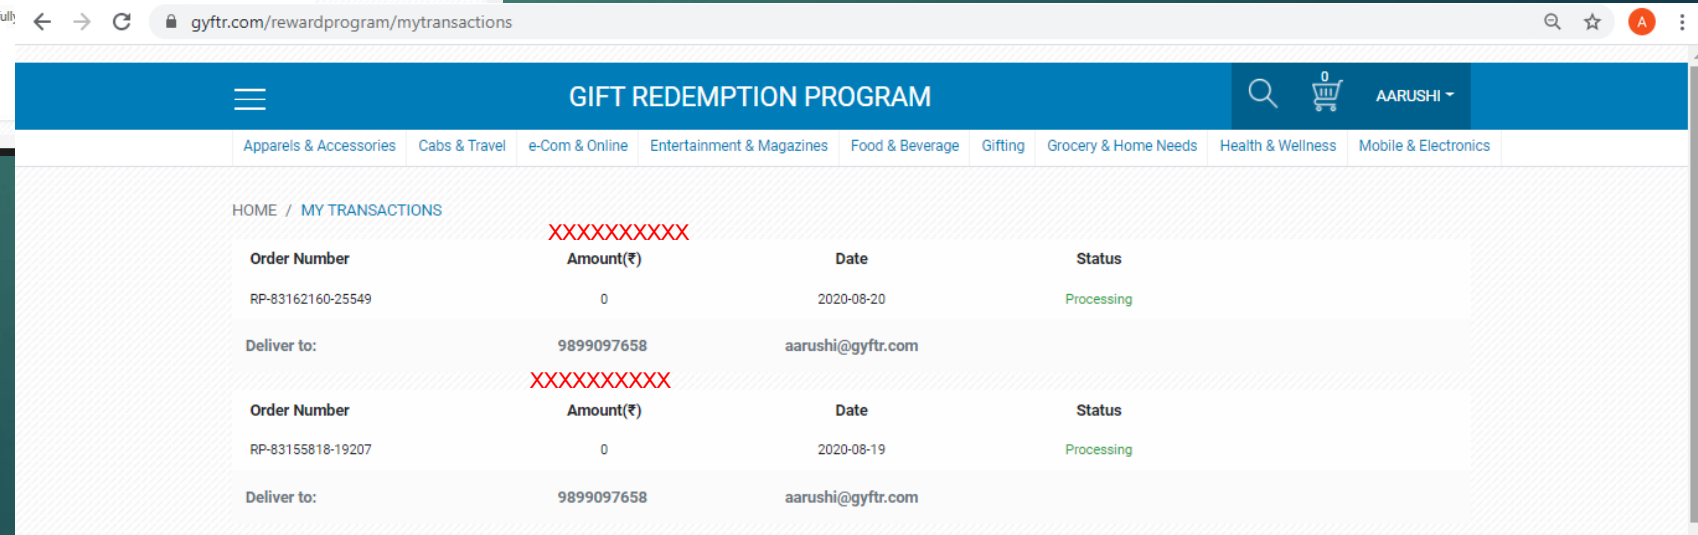 gyftr.com/rewardprogram/mytransactions A
GIFT REDEMPTION PROGRAM 0 AARUSHI
Apparels & Accessories Cabs & Travel e-Com & Online Entertainment & Magazines Food & Beverage Gifting Grocery & Home Needs Health & Wellness Mobile & Electronics
HOME / MY TRANSACTIONS
XXXXXXXXXX
Order Number Amount(₹) Date Status
RP-83162160-25549 0 2020-08-20 Processing
Deliver to: 9899097658 aarushi@gyftr.com
XXXXXXXXXX
Order Number Amount(₹) Date Status
RP-83155818-19207 0 2020-08-19 Processing
Deliver to: 9899097658 aarushi@gyftr.com